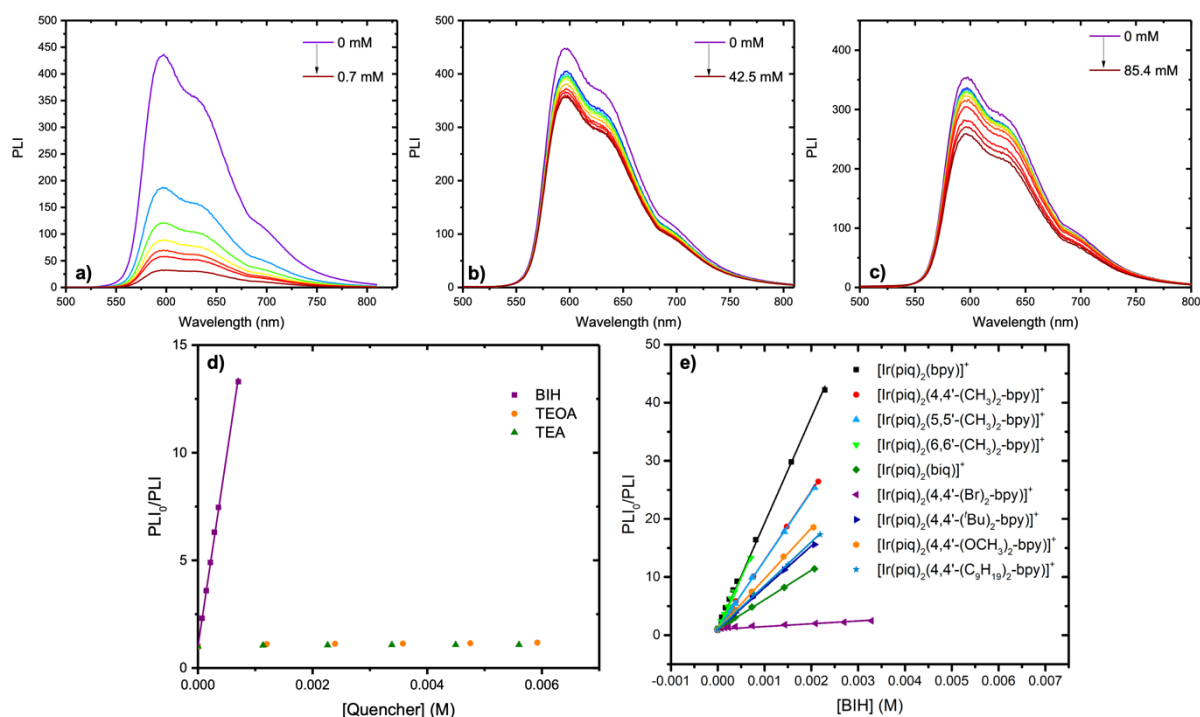 500
450
400
350
300
250
200
150
100
50
0
PLI
0 mM
0.7 mM
a)
500
550
600
650
700
750
800
Wavelength (nm)
500
400
300
200
100
0
PLI
0 mM
42.5 mM
b)
500
550
600
650
700
750
800
Wavelength (nm)
400
300
200
100
0
PLI
0 mM
85.4 mM
c)
500
550
600
650
700
750
800
Wavelength (nm)
15
10
5
0
PLI₀/PLI
d)
BIH
TEOA
TEA
0.000
0.002
0.004
0.006
[Quencher] (M)
50
40
30
20
10
0
PLI₀/PLI
e)
[Ir(piq)₂(bpy)]⁺
[Ir(piq)₂(4,4'-(CH₃)₂-bpy)]⁺
[Ir(piq)₂(5,5'-(CH₃)₂-bpy)]⁺
[Ir(piq)₂(6,6'-(CH₃)₂-bpy)]⁺
[Ir(piq)₂(biq)]⁺
[Ir(piq)₂(4,4'-(Br)₂-bpy)]⁺
[Ir(piq)₂(4,4'-(ᵗBu)₂-bpy)]⁺
[Ir(piq)₂(4,4'-(OCH₃)₂-bpy)]⁺
[Ir(piq)₂(4,4'-(C₉H₁₉)₂-bpy)]⁺
-0.001
0.000
0.001
0.002
0.003
0.004
0.005
0.006
0.007
[BIH] (M)